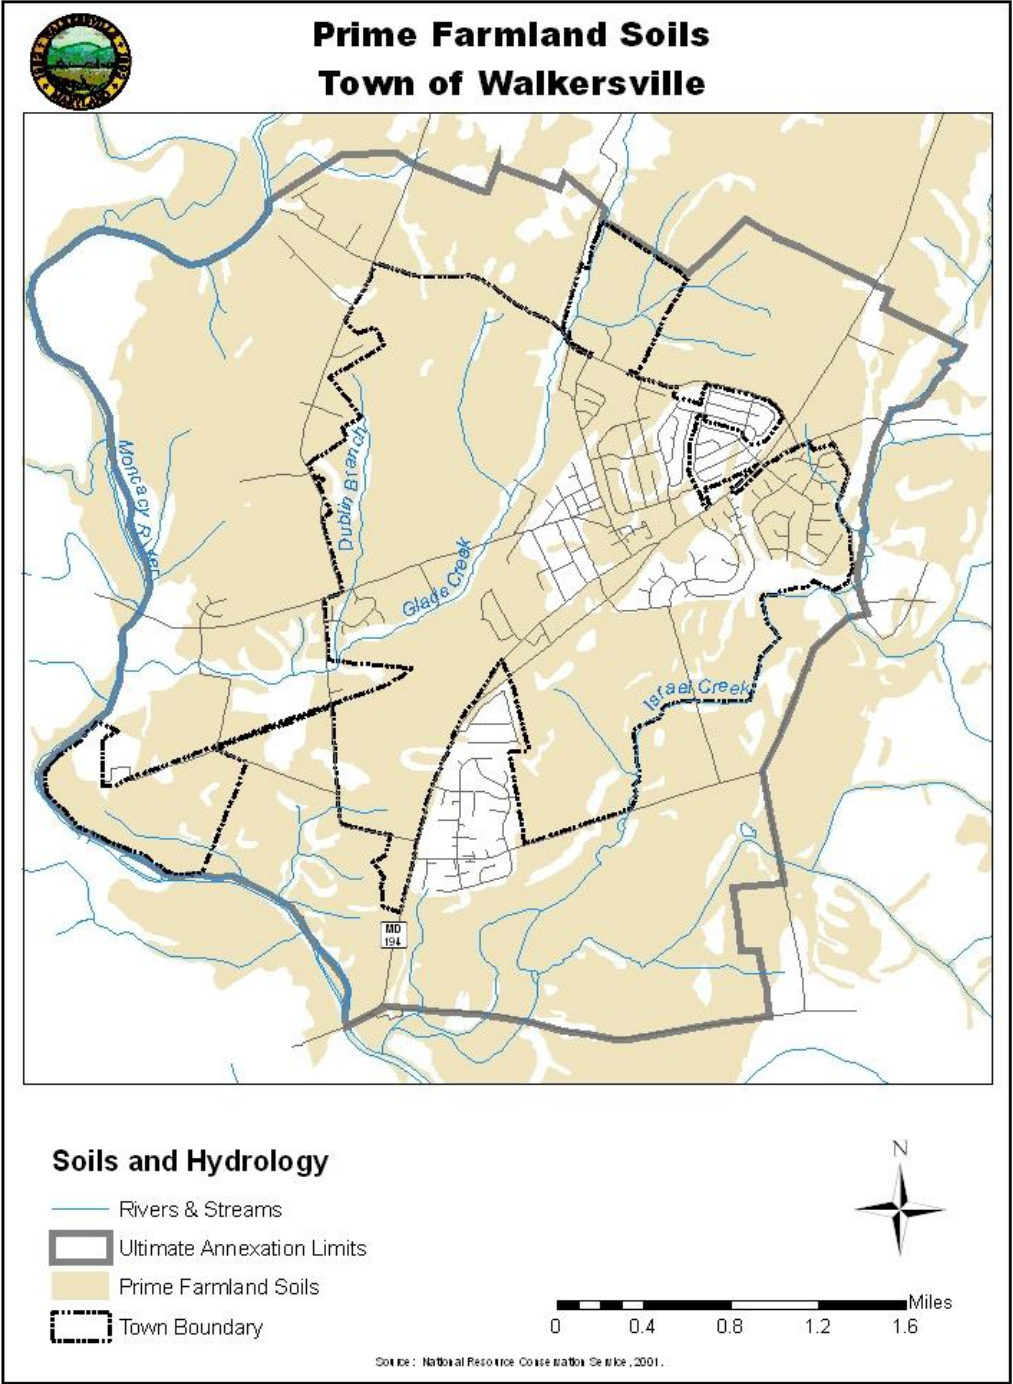 Prime Farmland Soils
Town of Walkersville
Monocacy River
Dublin Branch
Glade Creek
Israel Creek
MD
194
Soils and Hydrology
Rivers & Streams
Ultimate Annexation Limits
Prime Farmland Soils
Town Boundary
N
Miles
0 0.4 0.8 1.2 1.6
Source: National Resource Conservation Service, 2001.